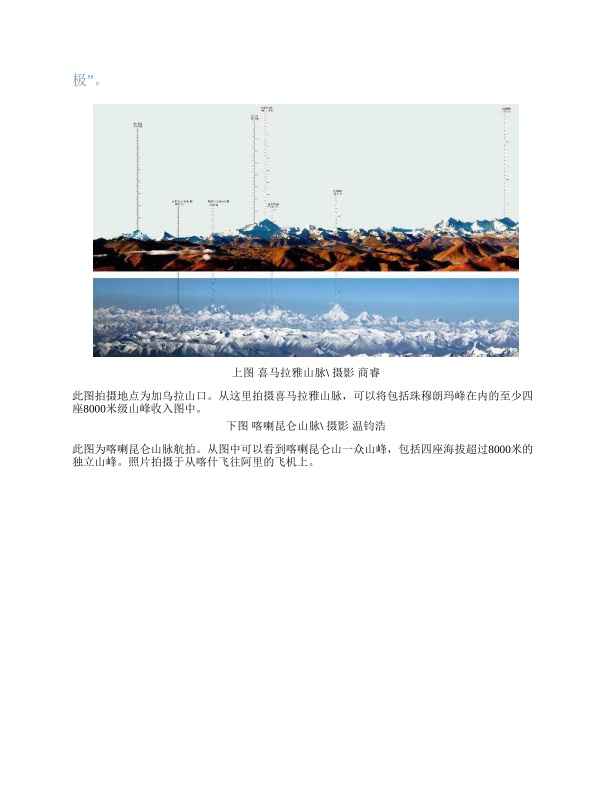 极”。
上图 喜马拉雅山脉\ 摄影 商睿
此图拍摄地点为加乌拉山口。从这里拍摄喜马拉雅山脉，可以将包括珠穆朗玛峰在内的至少四
座8000米级山峰收入图中。
下图 喀喇昆仑山脉\ 摄影 温钧浩
此图为喀喇昆仑山脉航拍。从图中可以看到喀喇昆仑山一众山峰，包括四座海拔超过8000米的
独立山峰。照片拍摄于从喀什飞往阿里的飞机上。